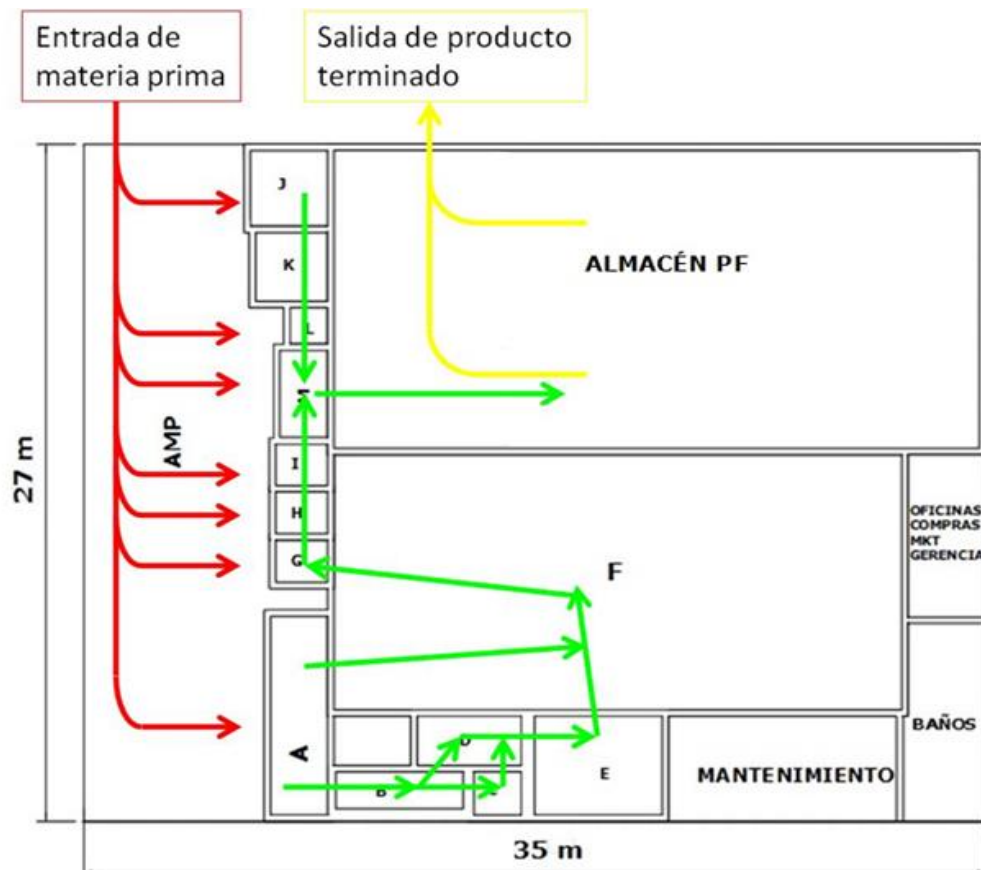 Entrada de
materia prima
Salida de producto
terminado
J
K
ALMACÉN PF
L
M
AMP
27 m
I
H
G
F
OFICINAS
COMPRAS
MKT
GERENCIA
A
D
B
E
MANTENIMIENTO
BAÑOS
35 m